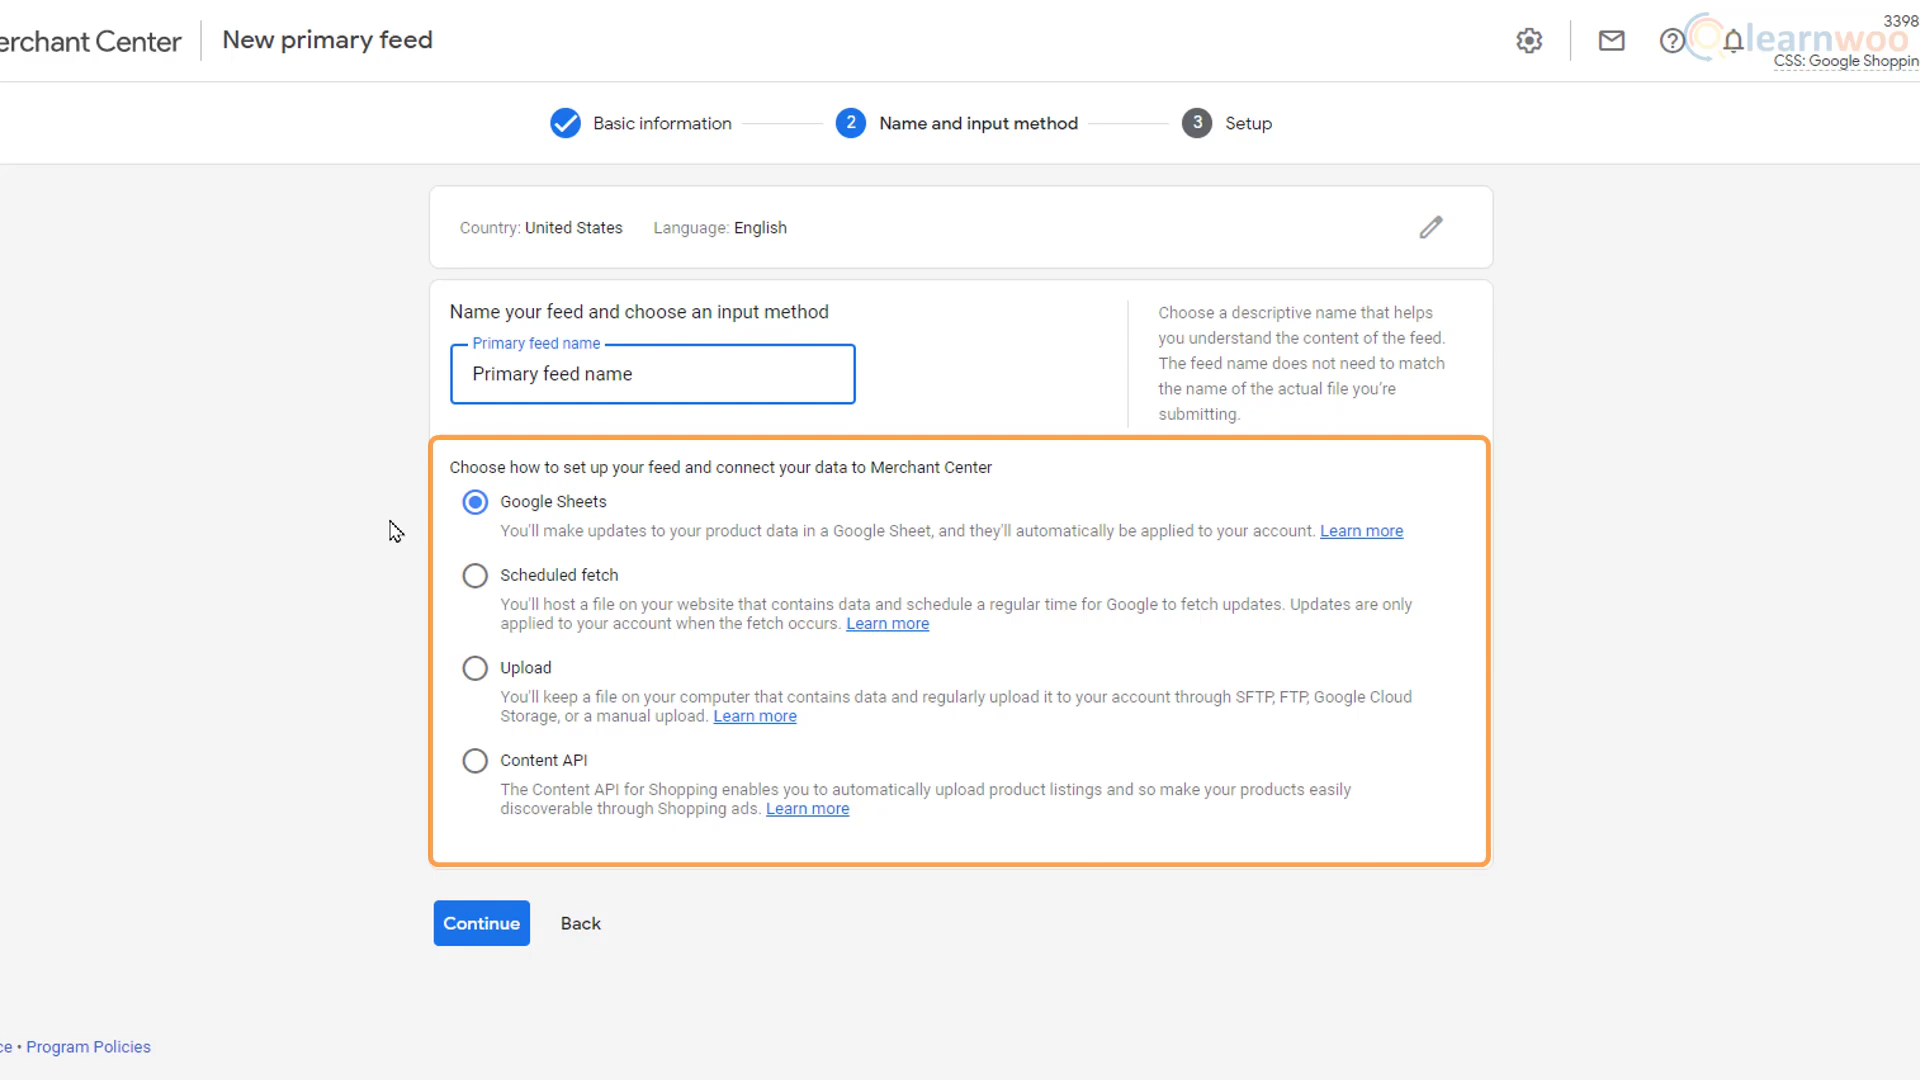 erchant Center
New primary feed
3398
learnwoo
CSS: Google Shoppin
Basic information
2
Name and input method
3
Setup
Country: United States
Language: English
Name your feed and choose an input method
Primary feed name
Primary feed name
Choose a descriptive name that helps
you understand the content of the feed.
The feed name does not need to match
the name of the actual file you're
submitting.
Choose how to set up your feed and connect your data to Merchant Center
Google Sheets
You'll make updates to your product data in a Google Sheet, and they'll automatically be applied to your account. Learn more
Scheduled fetch
You'll host a file on your website that contains data and schedule a regular time for Google to fetch updates. Updates are only
applied to your account when the fetch occurs. Learn more
Upload
You'll keep a file on your computer that contains data and regularly upload it to your account through SFTP, FTP, Google Cloud
Storage, or a manual upload. Learn more
Content API
The Content API for Shopping enables you to automatically upload product listings and so make your products easily
discoverable through Shopping ads. Learn more
Continue
Back
ce • Program Policies